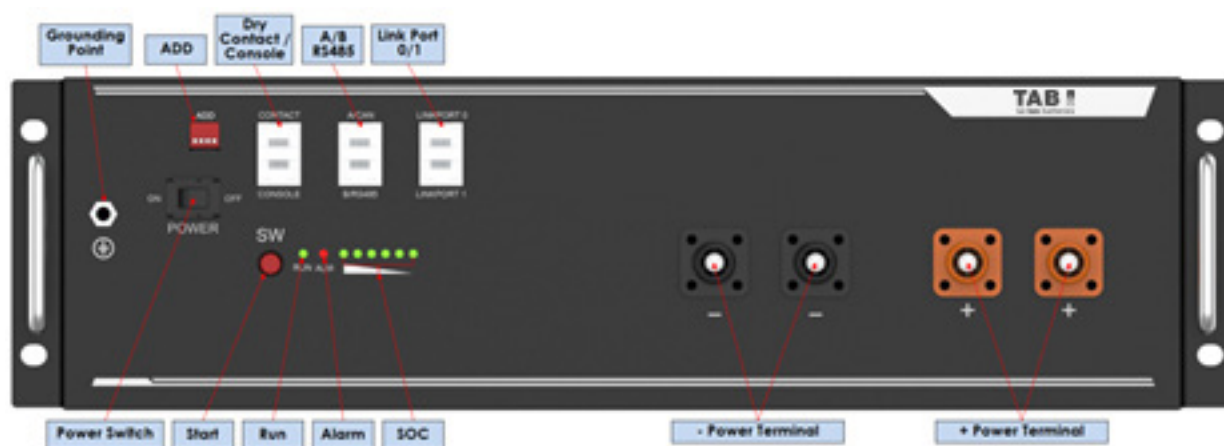 Grounding
Point
ADD
Dry
Contact /
Console
A/B
RS485
Link Port
0/1
TAB
ADD
CONTACT
A/CAN
LINKPORT 0
CONSOLE
B/RS485
LINKPORT 1
ON
OFF
POWER
SW
RUN
ALM
−
−
+
+
Power Switch
Start
Run
Alarm
SOC
- Power Terminal
+ Power Terminal